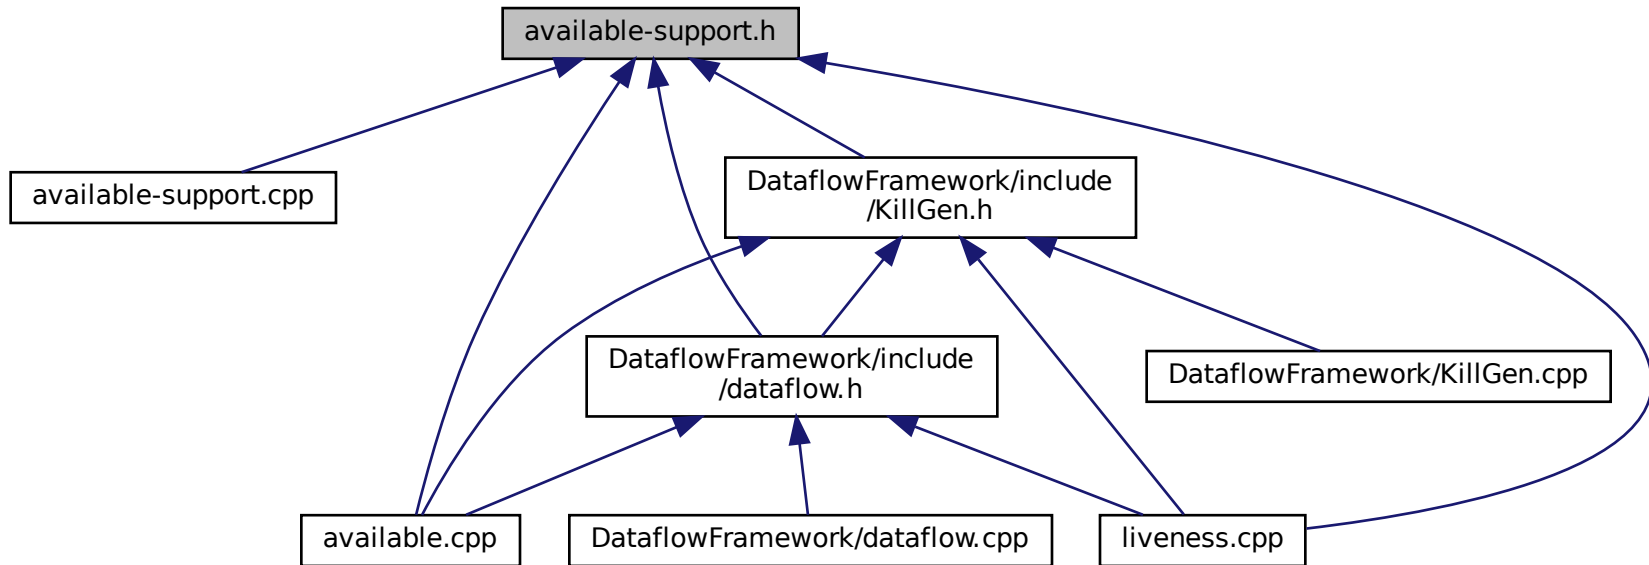 available-support.h
available-support.cpp
DataflowFramework/include
/KillGen.h
DataflowFramework/include
/dataflow.h
DataflowFramework/KillGen.cpp
available.cpp
DataflowFramework/dataflow.cpp
liveness.cpp